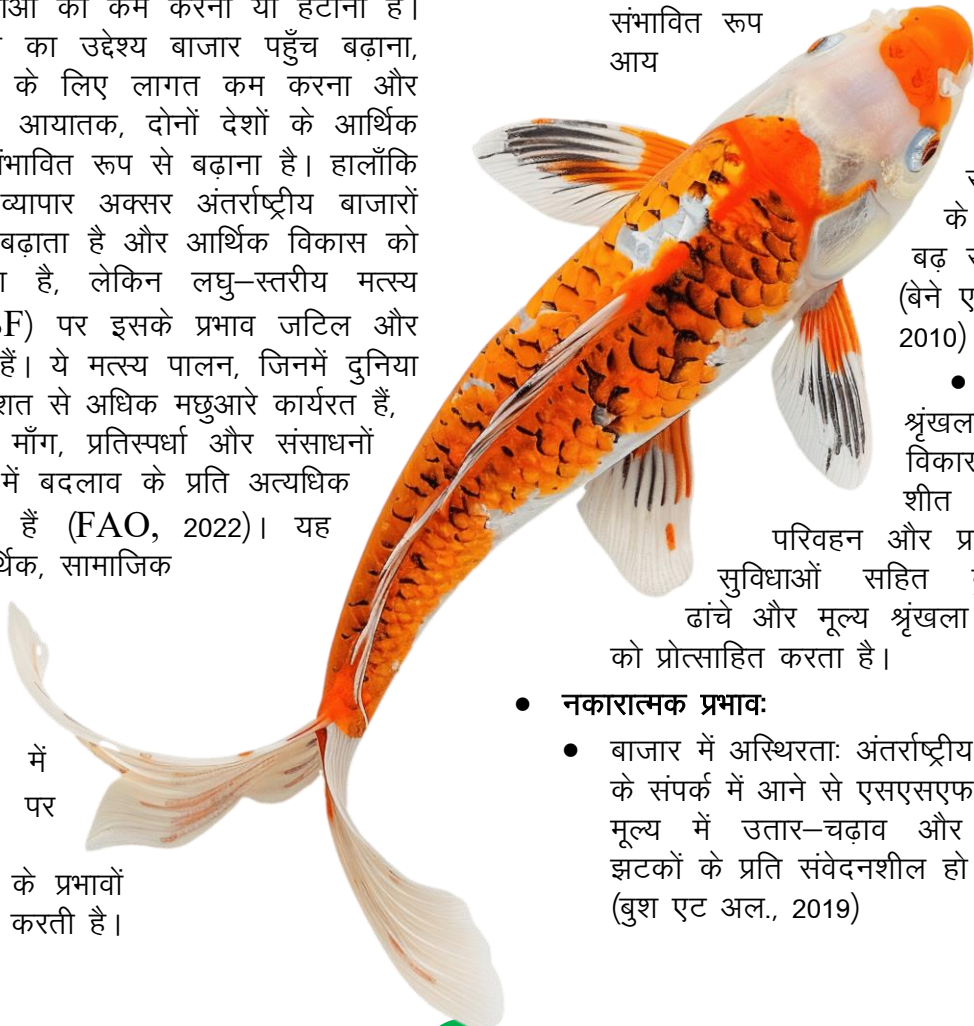 को कम करना या हटाना है।
का उद्देश्य बाजार पहुँच बढ़ाना,
के लिए लागत कम करना और
आयातक, दोनों देशों के आर्थिक
रूप से बढ़ाना है। हालाँकि
व्यापार अक्सर अंतर्राष्ट्रीय बाजारों
बढ़ाता है और आर्थिक विकास को
है, लेकिन लघु–स्तरीय मत्स्य
पर इसके प्रभाव जटिल और
हैं। ये मत्स्य पालन, जिनमें दुनिया
से अधिक मछुआरे कार्यरत हैं,
माँग, प्रतिस्पर्धा और संसाधनों
में बदलाव के प्रति अत्यधिक
हैं (FAO, 2022)। यह
सामाजिक
में
पर
के प्रभावों
करती है।
संभावित रूप
आय
के
बढ़
(बेने
2010)
•
श्रृंखला
विकास
शीत
परिवहन और
सुविधाओं सहित
ढांचे और मूल्य श्रृंखला
को प्रोत्साहित करता है।
• नकारात्मक प्रभावः
• बाजार में अस्थिरताः अंतर्राष्ट्रीय
के संपर्क में आने से एसएसएफ
मूल्य में उतार–चढ़ाव और
झटकों के प्रति संवेदनशील हो
(बुश एट अल., 2019)